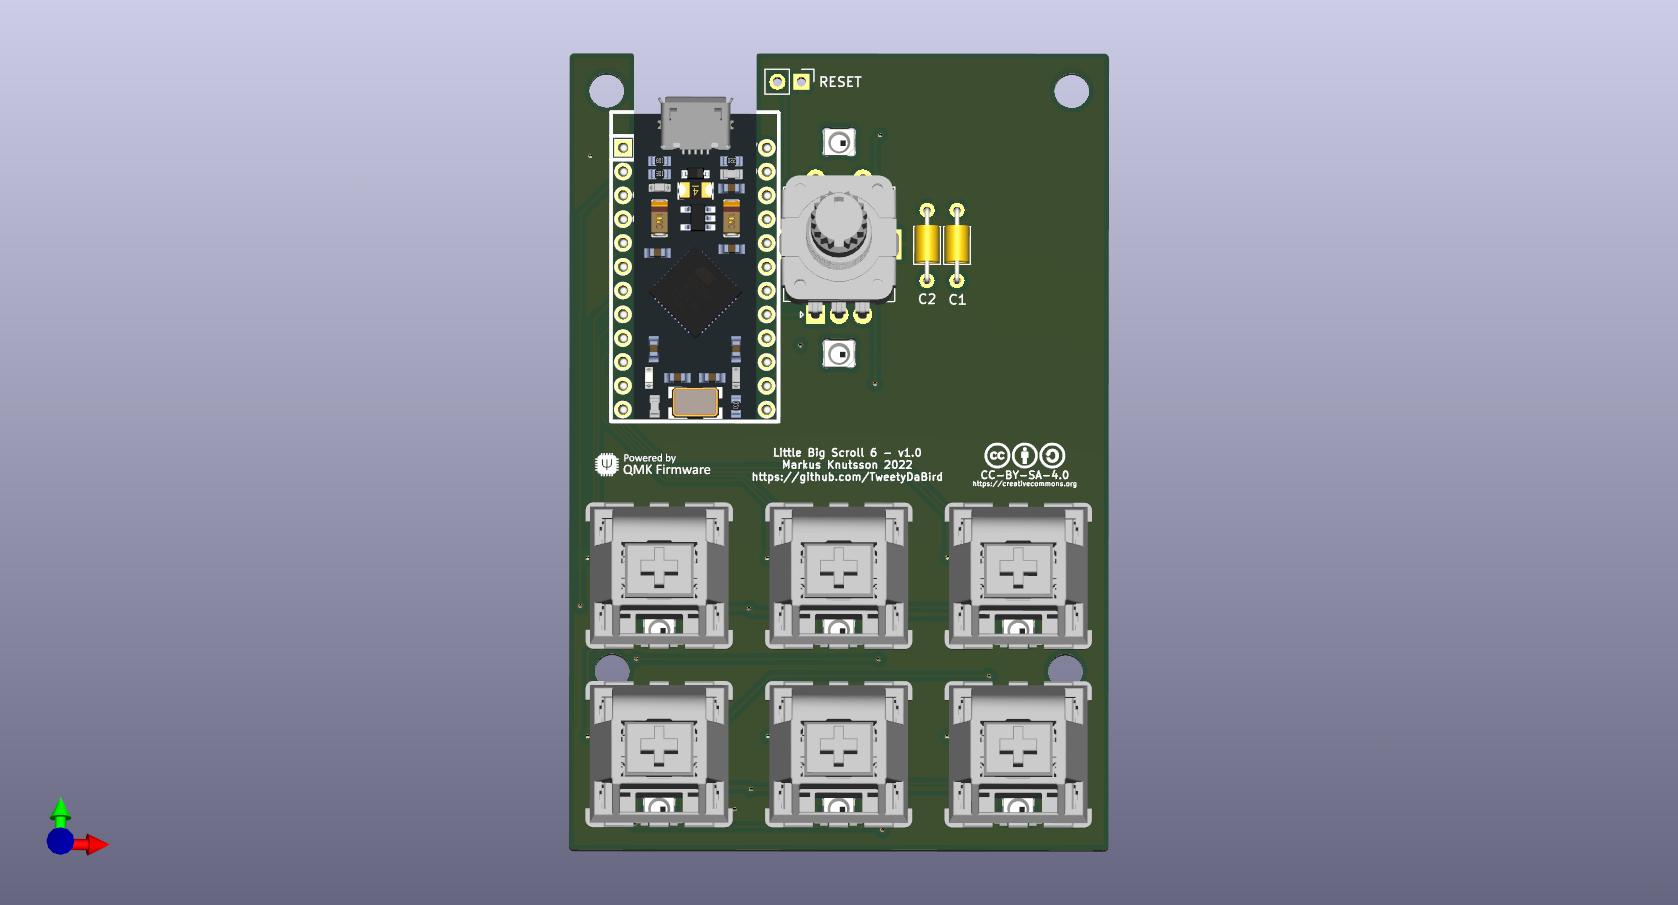 RESET
C2 C1
Powered by
QMK Firmware
Little Big Scroll 6 - v1.0
Markus Knutsson 2022
https://github.com/TweetyDaBird
cc
CC-BY-SA-4.0
https://creativecommons.org